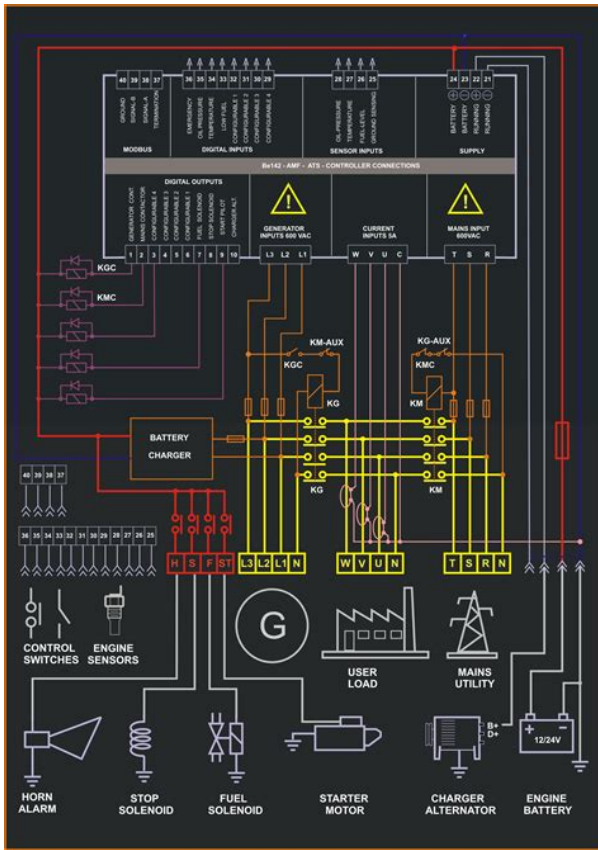 40 39 38 37
36 35 34 33 32 31 30 29
28 27 26 25
24 23 22 21
GROUND
SIGNAL-B
SIGNAL-A
TERMINATION
EMERGENCY
OIL PRESSURE
TEMPERATURE
LOW FUEL
CONFIGURABLE 1
CONFIGURABLE 2
CONFIGURABLE 3
CONFIGURABLE 4
OIL-PRESSURE
TEMPERATURE
FUEL-LEVEL
GROUND SENSING
BATTERY +
BATTERY -
RUNNING +
RUNNING -
MODBUS
DIGITAL INPUTS
SENSOR INPUTS
SUPPLY
Be142 - AMF - ATS - CONTROLLER CONNECTIONS
DIGITAL OUTPUTS
GENERATOR CONT.
MAINS CONTACTOR
CONFIGURABLE 4
CONFIGURABLE 3
CONFIGURABLE 2
CONFIGURABLE 1
FUEL SOLENOID
STOP SOLENOID
START PILOT
CHARGER ALT.
GENERATOR
INPUTS 600 VAC
CURRENT
INPUTS 5A
MAINS INPUT
600VAC
1 2 3 4 5 6 7 8 9 10
L3 L2 L1
W V U C
T S R
KGC
KMC
KM-AUX
KGC
KG
KG-AUX
KMC
KM
BATTERY
CHARGER
KG
KM
40 39 38 37
36 35 34 33 32 31 30 29 28 27 26 25
H S F ST
L3 L2 L1 N
W V U N
T S R N
CONTROL
SWITCHES
ENGINE
SENSORS
G
USER
LOAD
MAINS
UTILITY
B+
D+
+ -
12/24V
HORN
ALARM
STOP
SOLENOID
FUEL
SOLENOID
STARTER
MOTOR
CHARGER
ALTERNATOR
ENGINE
BATTERY